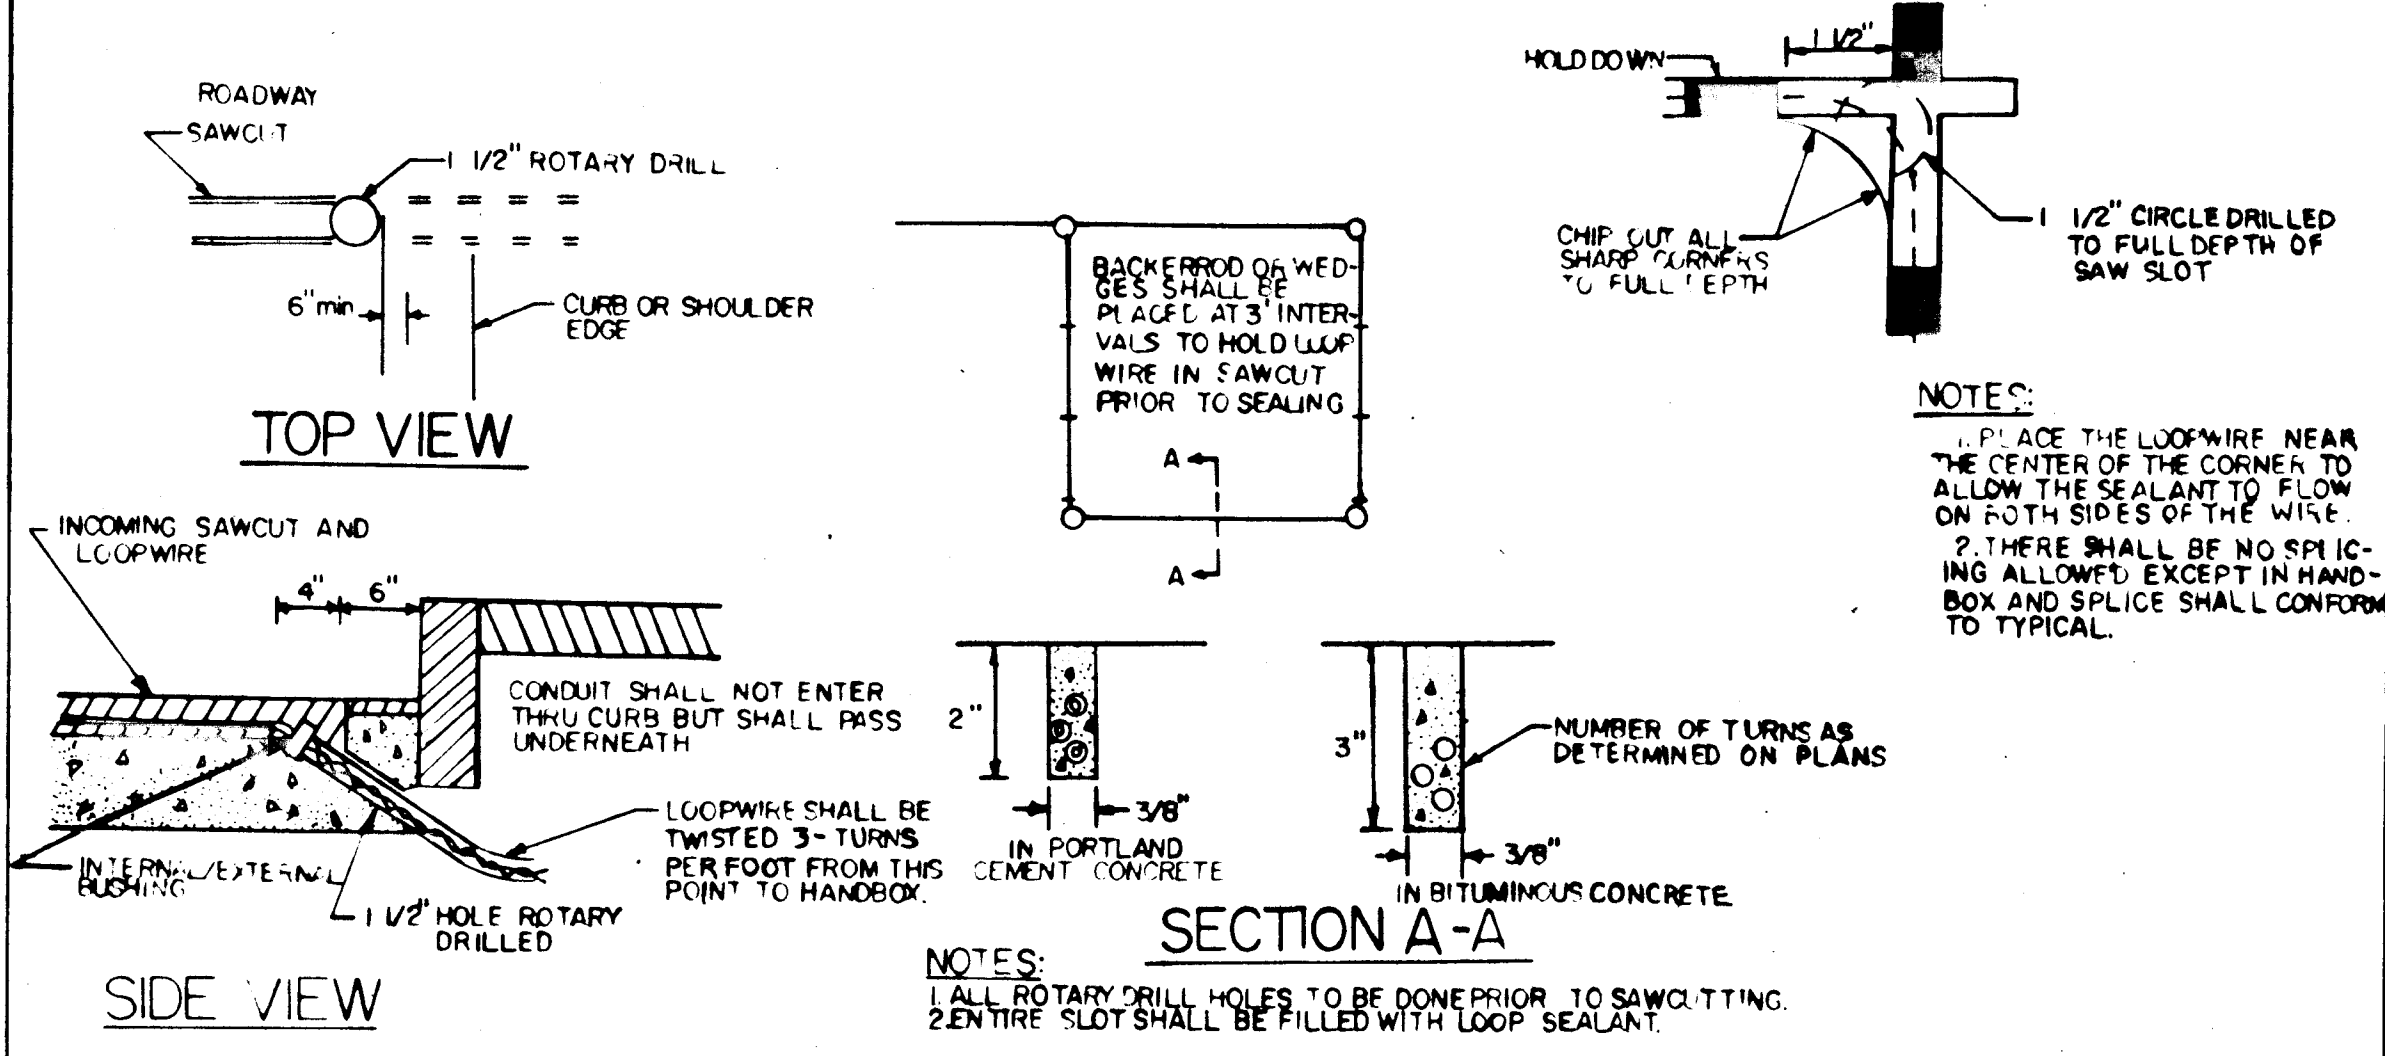 ROADWAY
SAWCUT
1 1/2" ROTARY DRILL
6" min
CURB OR SHOULDER
EDGE
TOP VIEW
BACKERROD OR WED-
GES SHALL BE
PLACED AT 3' INTER-
VALS TO HOLD LOOP
WIRE IN SAWCUT
PRIOR TO SEALING
A
A
HOLD DOWN
1 1/2"
CHIP OUT ALL
SHARP CORNERS
TO FULL DEPTH
1 1/2" CIRCLE DRILLED
TO FULL DEPTH OF
SAW SLOT
NOTES:
1. PLACE THE LOOPWIRE NEAR
THE CENTER OF THE CORNER TO
ALLOW THE SEALANT TO FLOW
ON BOTH SIDES OF THE WIRE.
2. THERE SHALL BE NO SPLIC-
ING ALLOWED EXCEPT IN HAND-
BOX AND SPLICE SHALL CONFORM
TO TYPICAL.
INCOMING SAWCUT AND
LOOPWIRE
4"
6"
CONDUIT SHALL NOT ENTER
THRU CURB BUT SHALL PASS
UNDERNEATH
LOOPWIRE SHALL BE
TWISTED 3-TURNS
PER FOOT FROM THIS
POINT TO HANDBOX.
INTERNAL/EXTERNAL
BUSHING
1 1/2" HOLE ROTARY
DRILLED
SIDE VIEW
2"
3/8"
IN PORTLAND
CEMENT CONCRETE
3"
NUMBER OF TURNS AS
DETERMINED ON PLANS
3/8"
IN BITUMINOUS CONCRETE
SECTION A-A
NOTES:
1. ALL ROTARY DRILL HOLES TO BE DONE PRIOR TO SAWCUTTING.
2. ENTIRE SLOT SHALL BE FILLED WITH LOOP SEALANT.